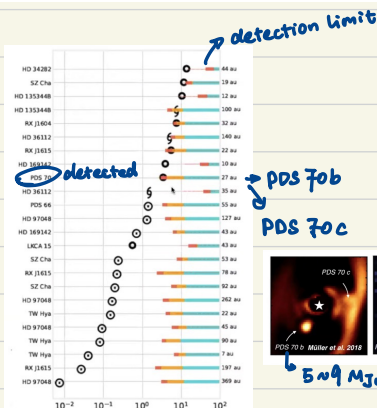 detection limit
HD 34282 44 au
SZ Cha 19 au
HD 135344B 12 au
HD 135344B 100 au
RX J1604 32 au
HD 36112 140 au
RX J1615 22 au
HD 169142 10 au
PDS 70 detected 27 au → PDS 70b
HD 36112 35 au
PDS 70c
PDS 66 55 au
HD 97048 127 au
HD 169142 43 au
LKCA 15 43 au
SZ Cha 53 au
RX J1615 78 au
SZ Cha 92 au
HD 97048 262 au
TW Hya 22 au
HD 97048 45 au
TW Hya 90 au
TW Hya 7 au
RX J1615 197 au
HD 97048 369 au
10⁻² 10⁻¹ 10⁰ 10¹ 10²
PDS 70 c
PDS 70 b Müller et al. 2018
5~9 MJ